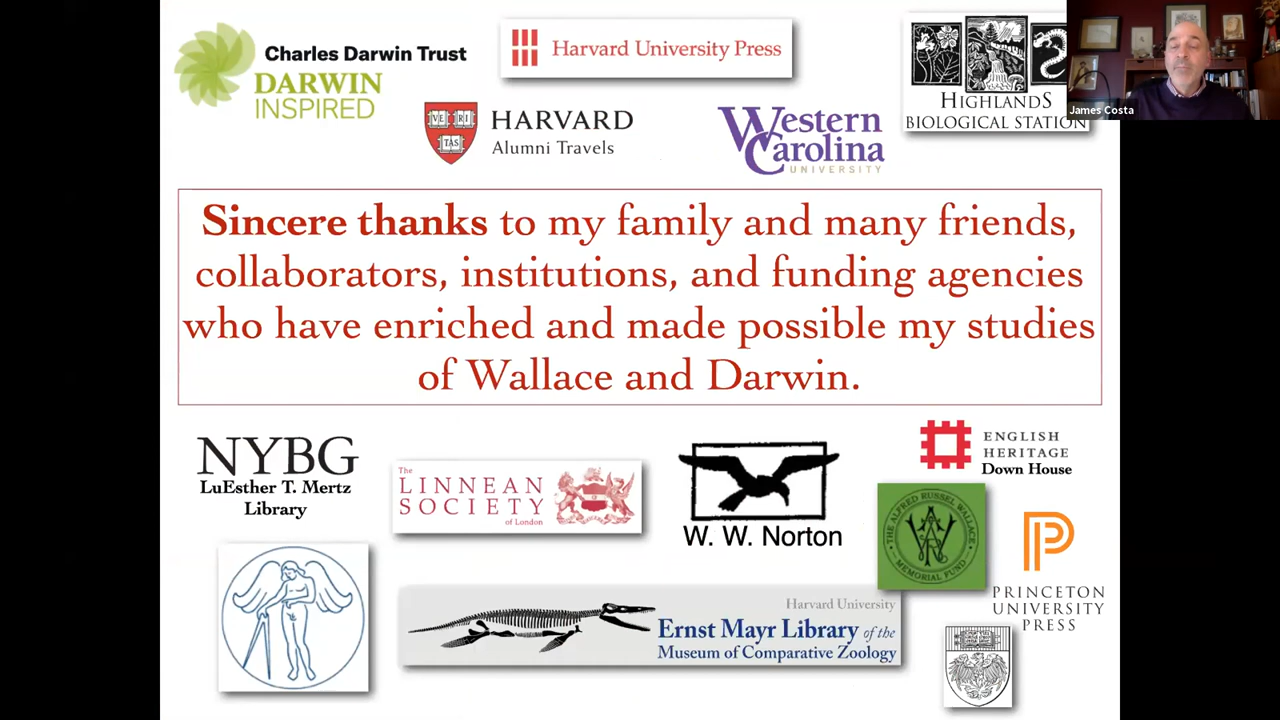 Charles Darwin Trust
DARWIN
INSPIRED
Harvard University Press
HIGHLANDS
BIOLOGICAL STATION
James Costa
VE RI
TAS
HARVARD
Alumni Travels
Western
Carolina
UNIVERSITY
Sincere thanks to my family and many friends,
collaborators, institutions, and funding agencies
who have enriched and made possible my studies
of Wallace and Darwin.
NYBG
LuEsther T. Mertz
Library
The
LINNEAN
SOCIETY
of London
W. W. Norton
ENGLISH
HERITAGE
Down House
THE ALFRED RUSSEL WALLACE
MEMORIAL FUND
PRINCETON
UNIVERSITY
PRESS
Harvard University
Ernst Mayr Library of the
Museum of Comparative Zoology